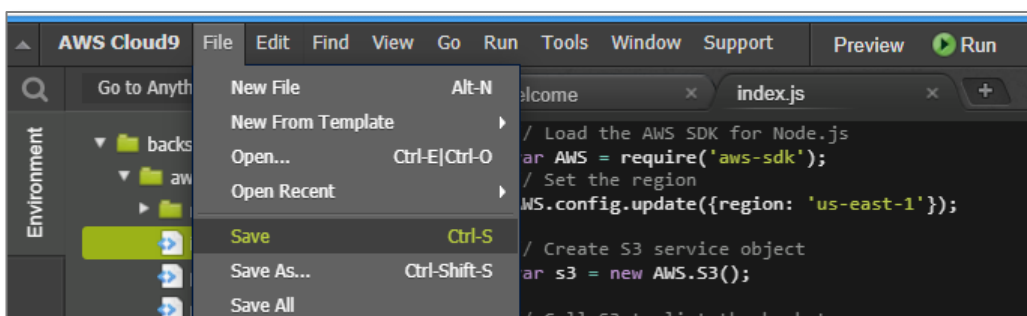 AWS Cloud9 File Edit Find View Go Run Tools Window Support Preview Run
Go to Anyth
elcome
index.js
Environment
backs
aw
New File Alt-N
New From Template
Open... Ctrl-E|Ctrl-O
Open Recent
Save Ctrl-S
Save As... Ctrl-Shift-S
Save All
/ Load the AWS SDK for Node.js
ar AWS = require('aws-sdk');
/ Set the region
WS.config.update({region: 'us-east-1'});
/ Create S3 service object
ar s3 = new AWS.S3();